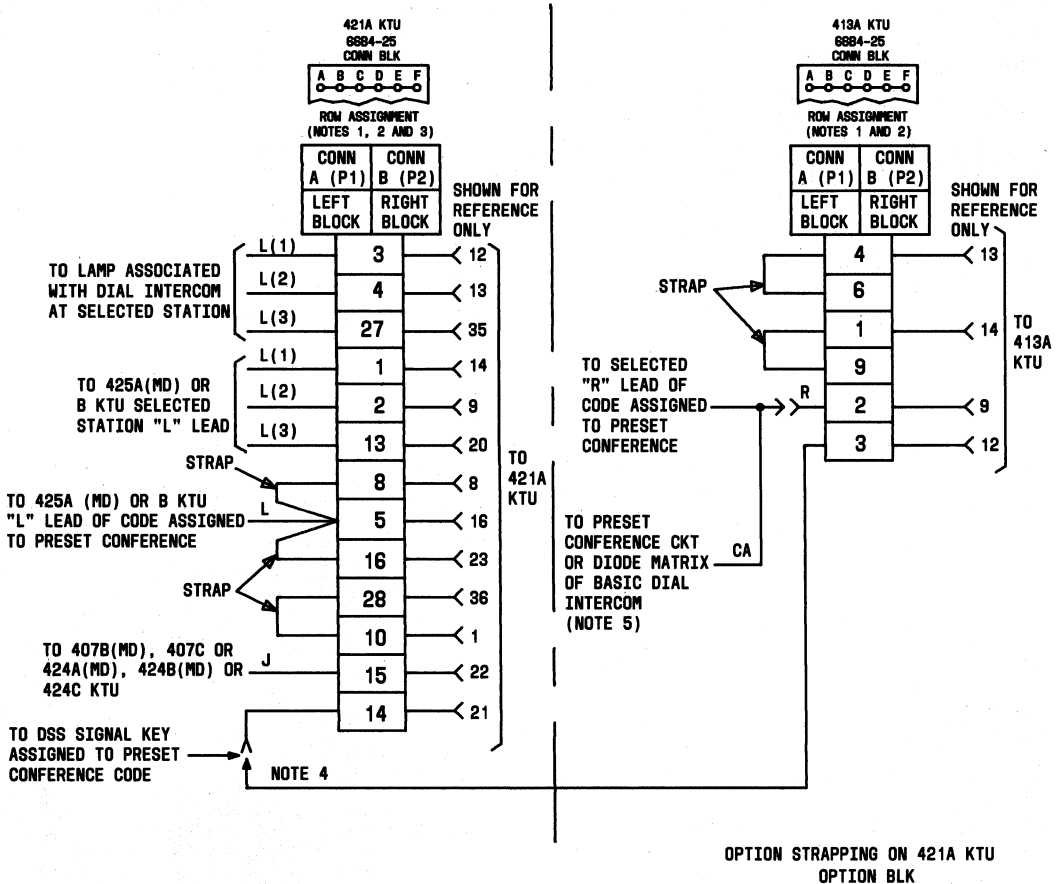 421A KTU
66B4-25
CONN BLK
A B C D E F
ROW ASSIGNMENT
(NOTES 1, 2 AND 3)
CONN
A (P1)
CONN
B (P2)
LEFT
BLOCK
RIGHT
BLOCK
SHOWN FOR
REFERENCE
ONLY
TO LAMP ASSOCIATED
WITH DIAL INTERCOM
AT SELECTED STATION
L(1)
3
12
L(2)
4
13
L(3)
27
35
TO 425A(MD) OR
B KTU SELECTED
STATION "L" LEAD
L(1)
1
14
L(2)
2
9
L(3)
13
20
STRAP
8
8
TO 425A (MD) OR B KTU
"L" LEAD OF CODE ASSIGNED
TO PRESET CONFERENCE
L
5
16
16
23
STRAP
28
36
10
1
TO 407B(MD), 407C OR
424A(MD), 424B(MD) OR
424C KTU
J
15
22
14
21
TO
421A
KTU
TO DSS SIGNAL KEY
ASSIGNED TO PRESET
CONFERENCE CODE
NOTE 4
413A KTU
66B4-25
CONN BLK
A B C D E F
ROW ASSIGNMENT
(NOTES 1 AND 2)
CONN
A (P1)
CONN
B (P2)
LEFT
BLOCK
RIGHT
BLOCK
SHOWN FOR
REFERENCE
ONLY
4
13
STRAP
6
1
14
9
TO SELECTED
"R" LEAD OF
CODE ASSIGNED
TO PRESET
CONFERENCE
R
2
9
3
12
TO
413A
KTU
TO PRESET
CONFERENCE CKT
OR DIODE MATRIX
OF BASIC DIAL
INTERCOM
(NOTE 5)
CA
OPTION STRAPPING ON 421A KTU
OPTION BLK